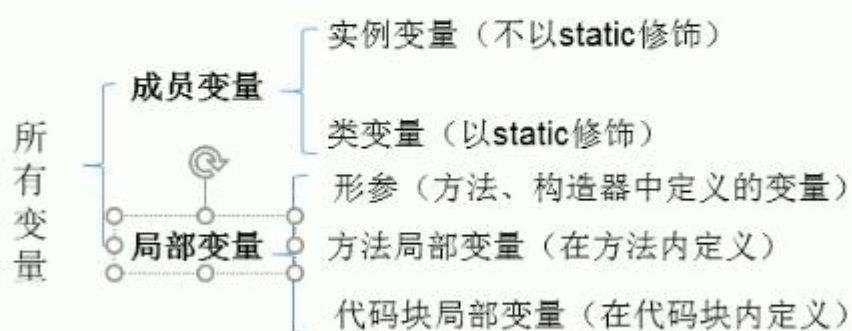 所有变量
成员变量
实例变量（不以static修饰）
类变量（以static修饰）
局部变量
形参（方法、构造器中定义的变量）
方法局部变量（在方法内定义）
代码块局部变量（在代码块内定义）